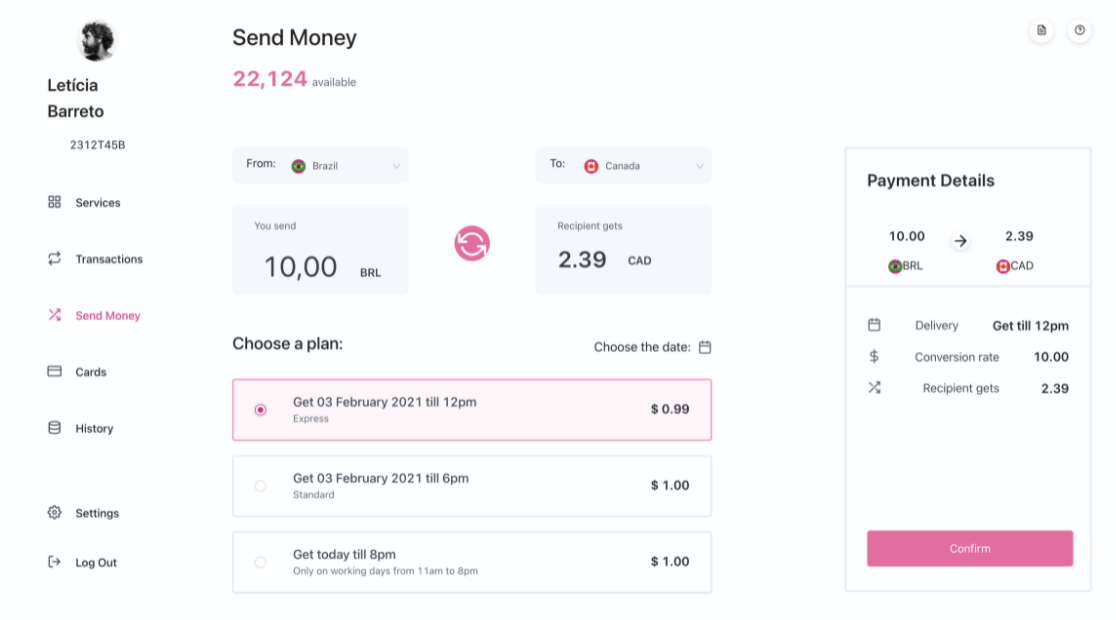 Letícia
Barreto
2312T45B
Services
Transactions
Send Money
Cards
History
Settings
Log Out
Send Money
22,124 available
From: Brazil
To: Canada
You send
10,00 BRL
Recipient gets
2.39 CAD
Choose a plan:
Choose the date:
Get 03 February 2021 till 12pm
Express
$ 0.99
Get 03 February 2021 till 6pm
Standard
$ 1.00
Get today till 8pm
Only on working days from 11am to 8pm
$ 1.00
Payment Details
10.00 2.39
BRL CAD
Delivery Get till 12pm
Conversion rate 10.00
Recipient gets 2.39
Confirm